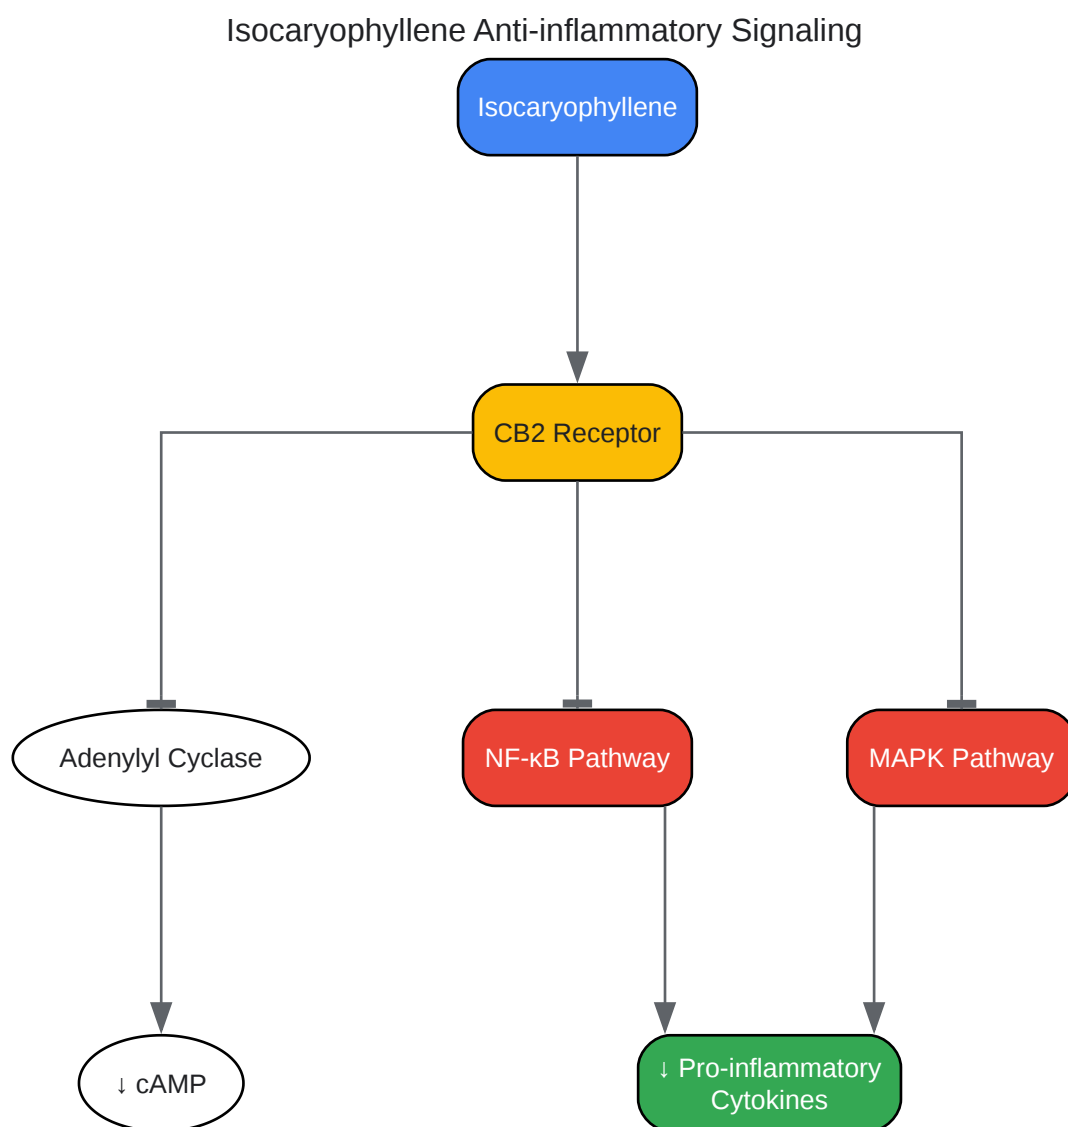 Isocaryophyllene Anti-inflammatory Signaling
Isocaryophyllene
CB2 Receptor
Adenylyl Cyclase
NF-κB Pathway
MAPK Pathway
↓ cAMP
↓ Pro-inflammatory
Cytokines